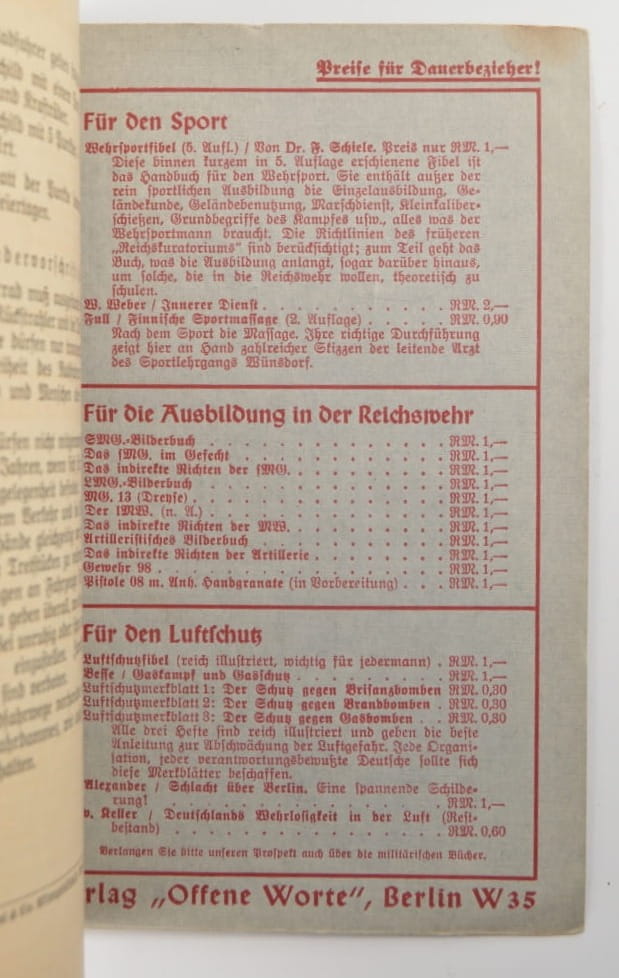 Preise für Dauerbezieher!
Für den Sport
Wehrsportfibel (5. Aufl.) / Von Dr. F. Schiele. Preis nur RM. 1,—
Diese binnen kurzem in 5. Auflage erschienene Fibel ist
das Handbuch für den Wehrsport. Sie enthält außer der
rein sportlichen Ausbildung die Einzelausbildung, Ge-
ländekunde, Geländebenutzung, Marschdienst, Kleinkaliber-
schießen, Grundbegriffe des Kampfes usw., alles was der
Wehrsportmann braucht. Die Richtlinien des früheren
„Reichskuratoriums“ sind berücksichtigt; zum Teil geht das
Buch, was die Ausbildung anlangt, sogar darüber hinaus,
um solche, die in die Reichswehr wollen, theoretisch zu
schulen.
W. Weber / Innerer Dienst . . . . . . . . . . . RM. 2,—
Full / Finnische Sportmassage (2. Auflage) . . . . . RM. 0,90
Nach dem Sport die Massage. Ihre richtige Durchführung
zeigt hier an Hand zahlreicher Skizzen der leitende Arzt
des Sportlehrgangs Wünsdorf.
Für die Ausbildung in der Reichswehr
SMG.-Bilderbuch . . . . . . . . . . . . . . RM. 1,—
Das sMG. im Gefecht . . . . . . . . . . . . . RM. 1,—
Das indirekte Richten der sMG. . . . . . . . . . RM. 1,—
LMG.-Bilderbuch . . . . . . . . . . . . . . RM. 1,—
MG. 13 (Dreyse) . . . . . . . . . . . . . . RM. 1,—
Der lMW. (n. A.) . . . . . . . . . . . . . . RM. 1,—
Das indirekte Richten der MW. . . . . . . . . . RM. 1,—
Artilleristisches Bilderbuch . . . . . . . . . . . RM. 1,—
Das indirekte Richten der Artillerie . . . . . . . . RM. 1,—
Gewehr 98 . . . . . . . . . . . . . . . . RM. 1,—
Pistole 08 m. Anh. Handgranate (in Vorbereitung) . . . RM. 1,—
Für den Luftschutz
Luftschutzfibel (reich illustriert, wichtig für jedermann) . RM. 1,—
Besse / Gaskampf und Gasschutz . . . . . . . . . RM. 1,—
Luftschutzmerkblatt 1: Der Schutz gegen Brisanzbomben RM. 0,30
Luftschutzmerkblatt 2: Der Schutz gegen Brandbomben . RM. 0,30
Luftschutzmerkblatt 3: Der Schutz gegen Gasbomben . . RM. 0,30
Alle drei Hefte sind reich illustriert und geben die beste
Anleitung zur Abschwächung der Luftgefahr. Jede Organi-
sation, jeder verantwortungsbewußte Deutsche sollte sich
diese Merkblätter beschaffen.
Alexander / Schlacht über Berlin. Eine spannende Schilde-
rung! . . . . . . . . . . . . . . . . RM. 1,—
v. Keller / Deutschlands Wehrlosigkeit in der Luft (Rest-
bestand) . . . . . . . . . . . . . . . RM. 0,60
Verlangen Sie bitte unseren Prospekt auch über die militärischen Bücher.
rlag „Offene Worte“, Berlin W 35